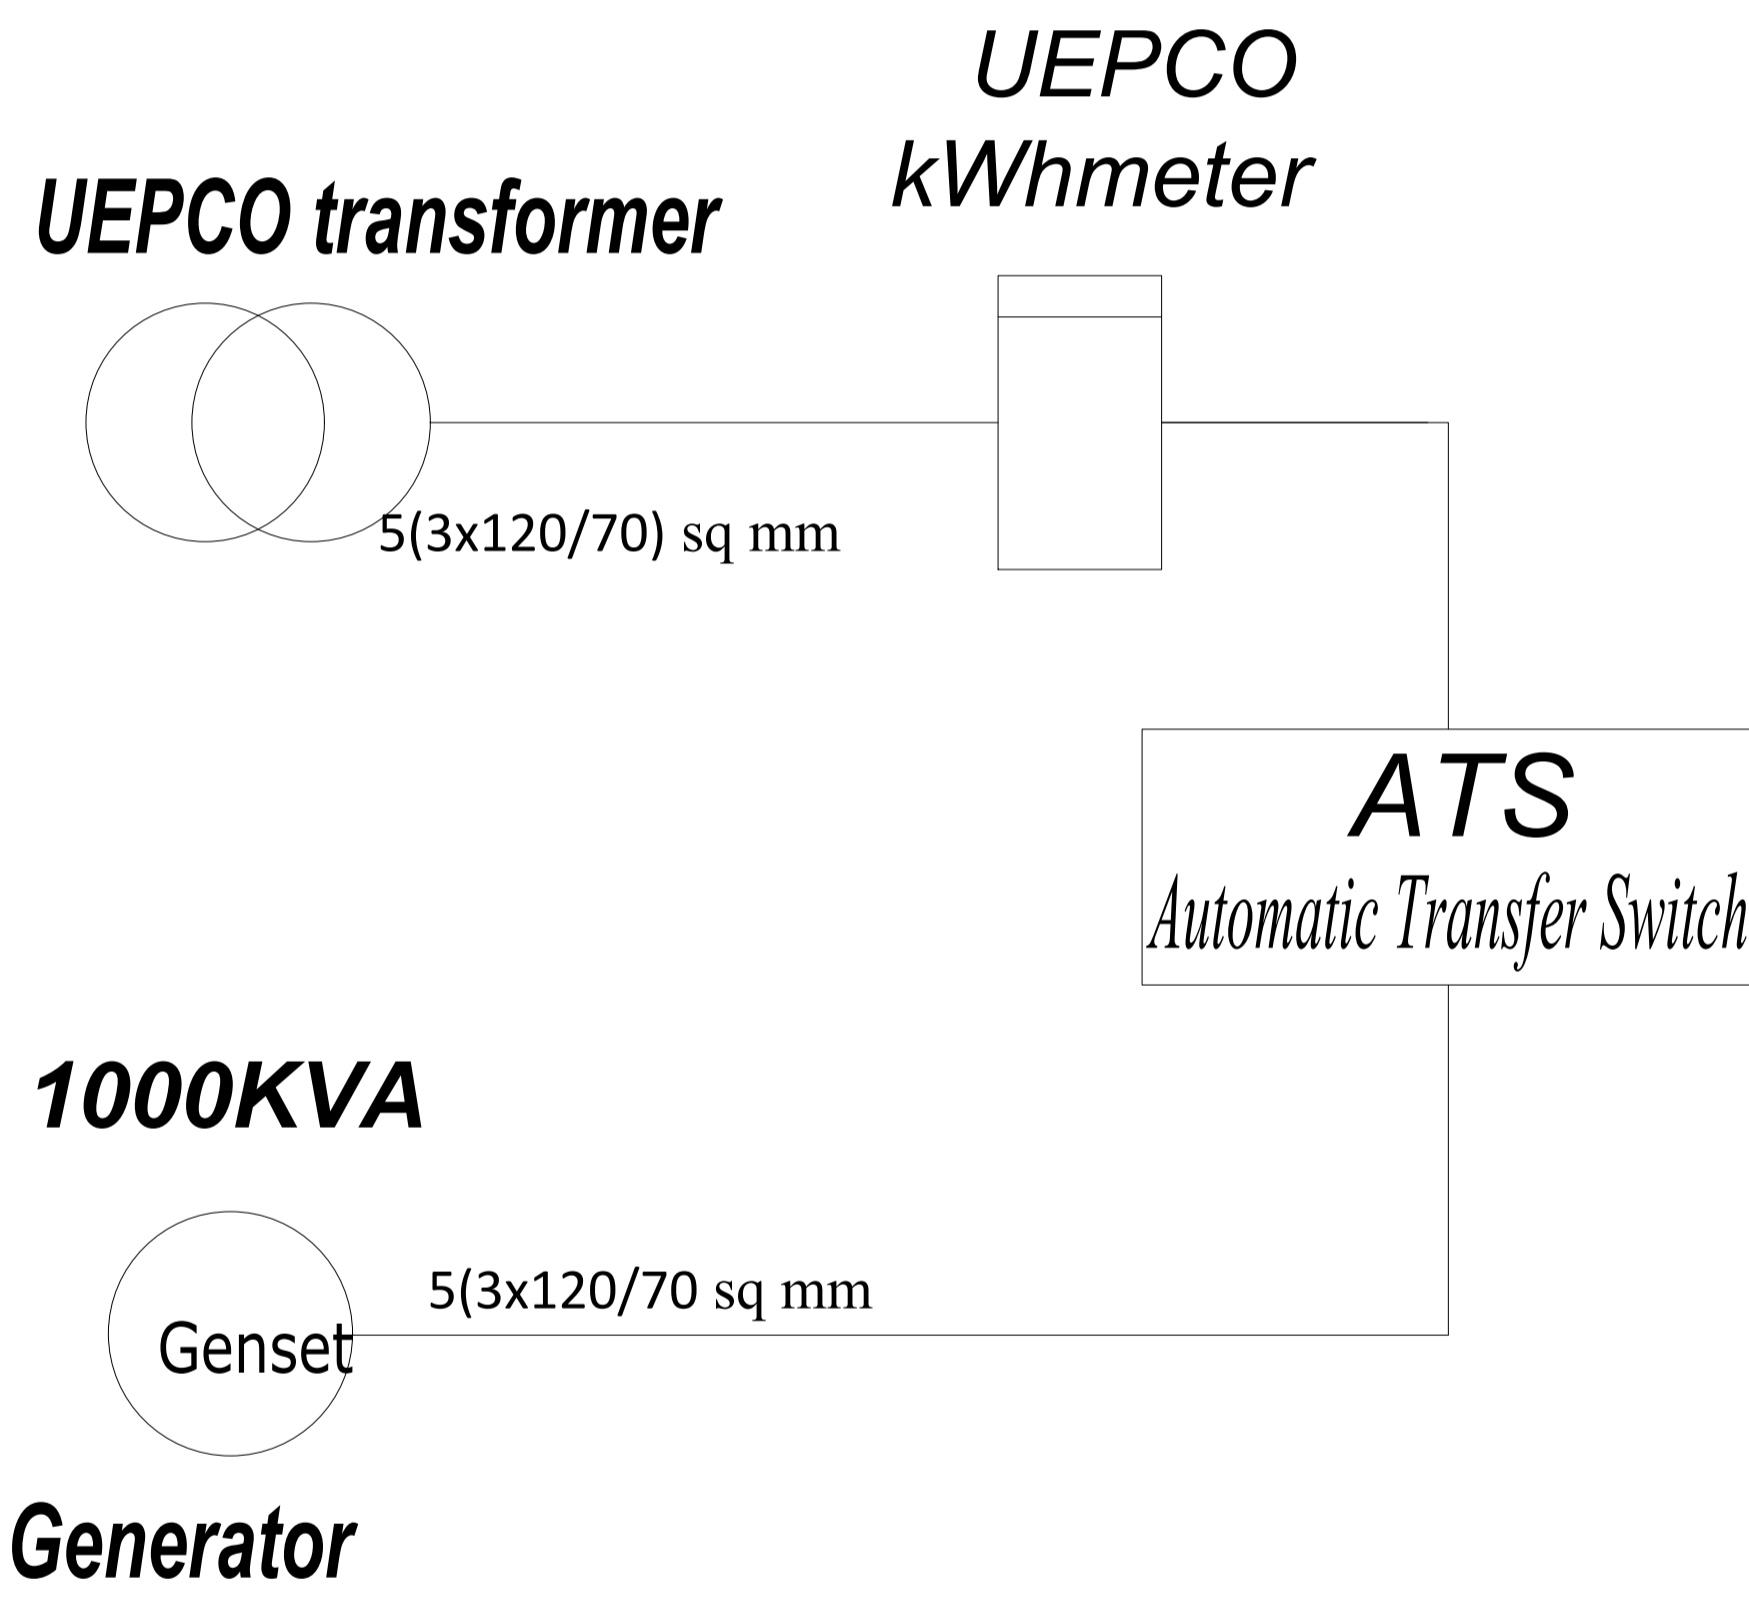 UEPCO
kWhmeter
UEPCO transformer
5(3x120/70) sq mm
ATS
Automatic Transfer Switch
1000KVA
5(3x120/70 sq mm
Genset
Generator